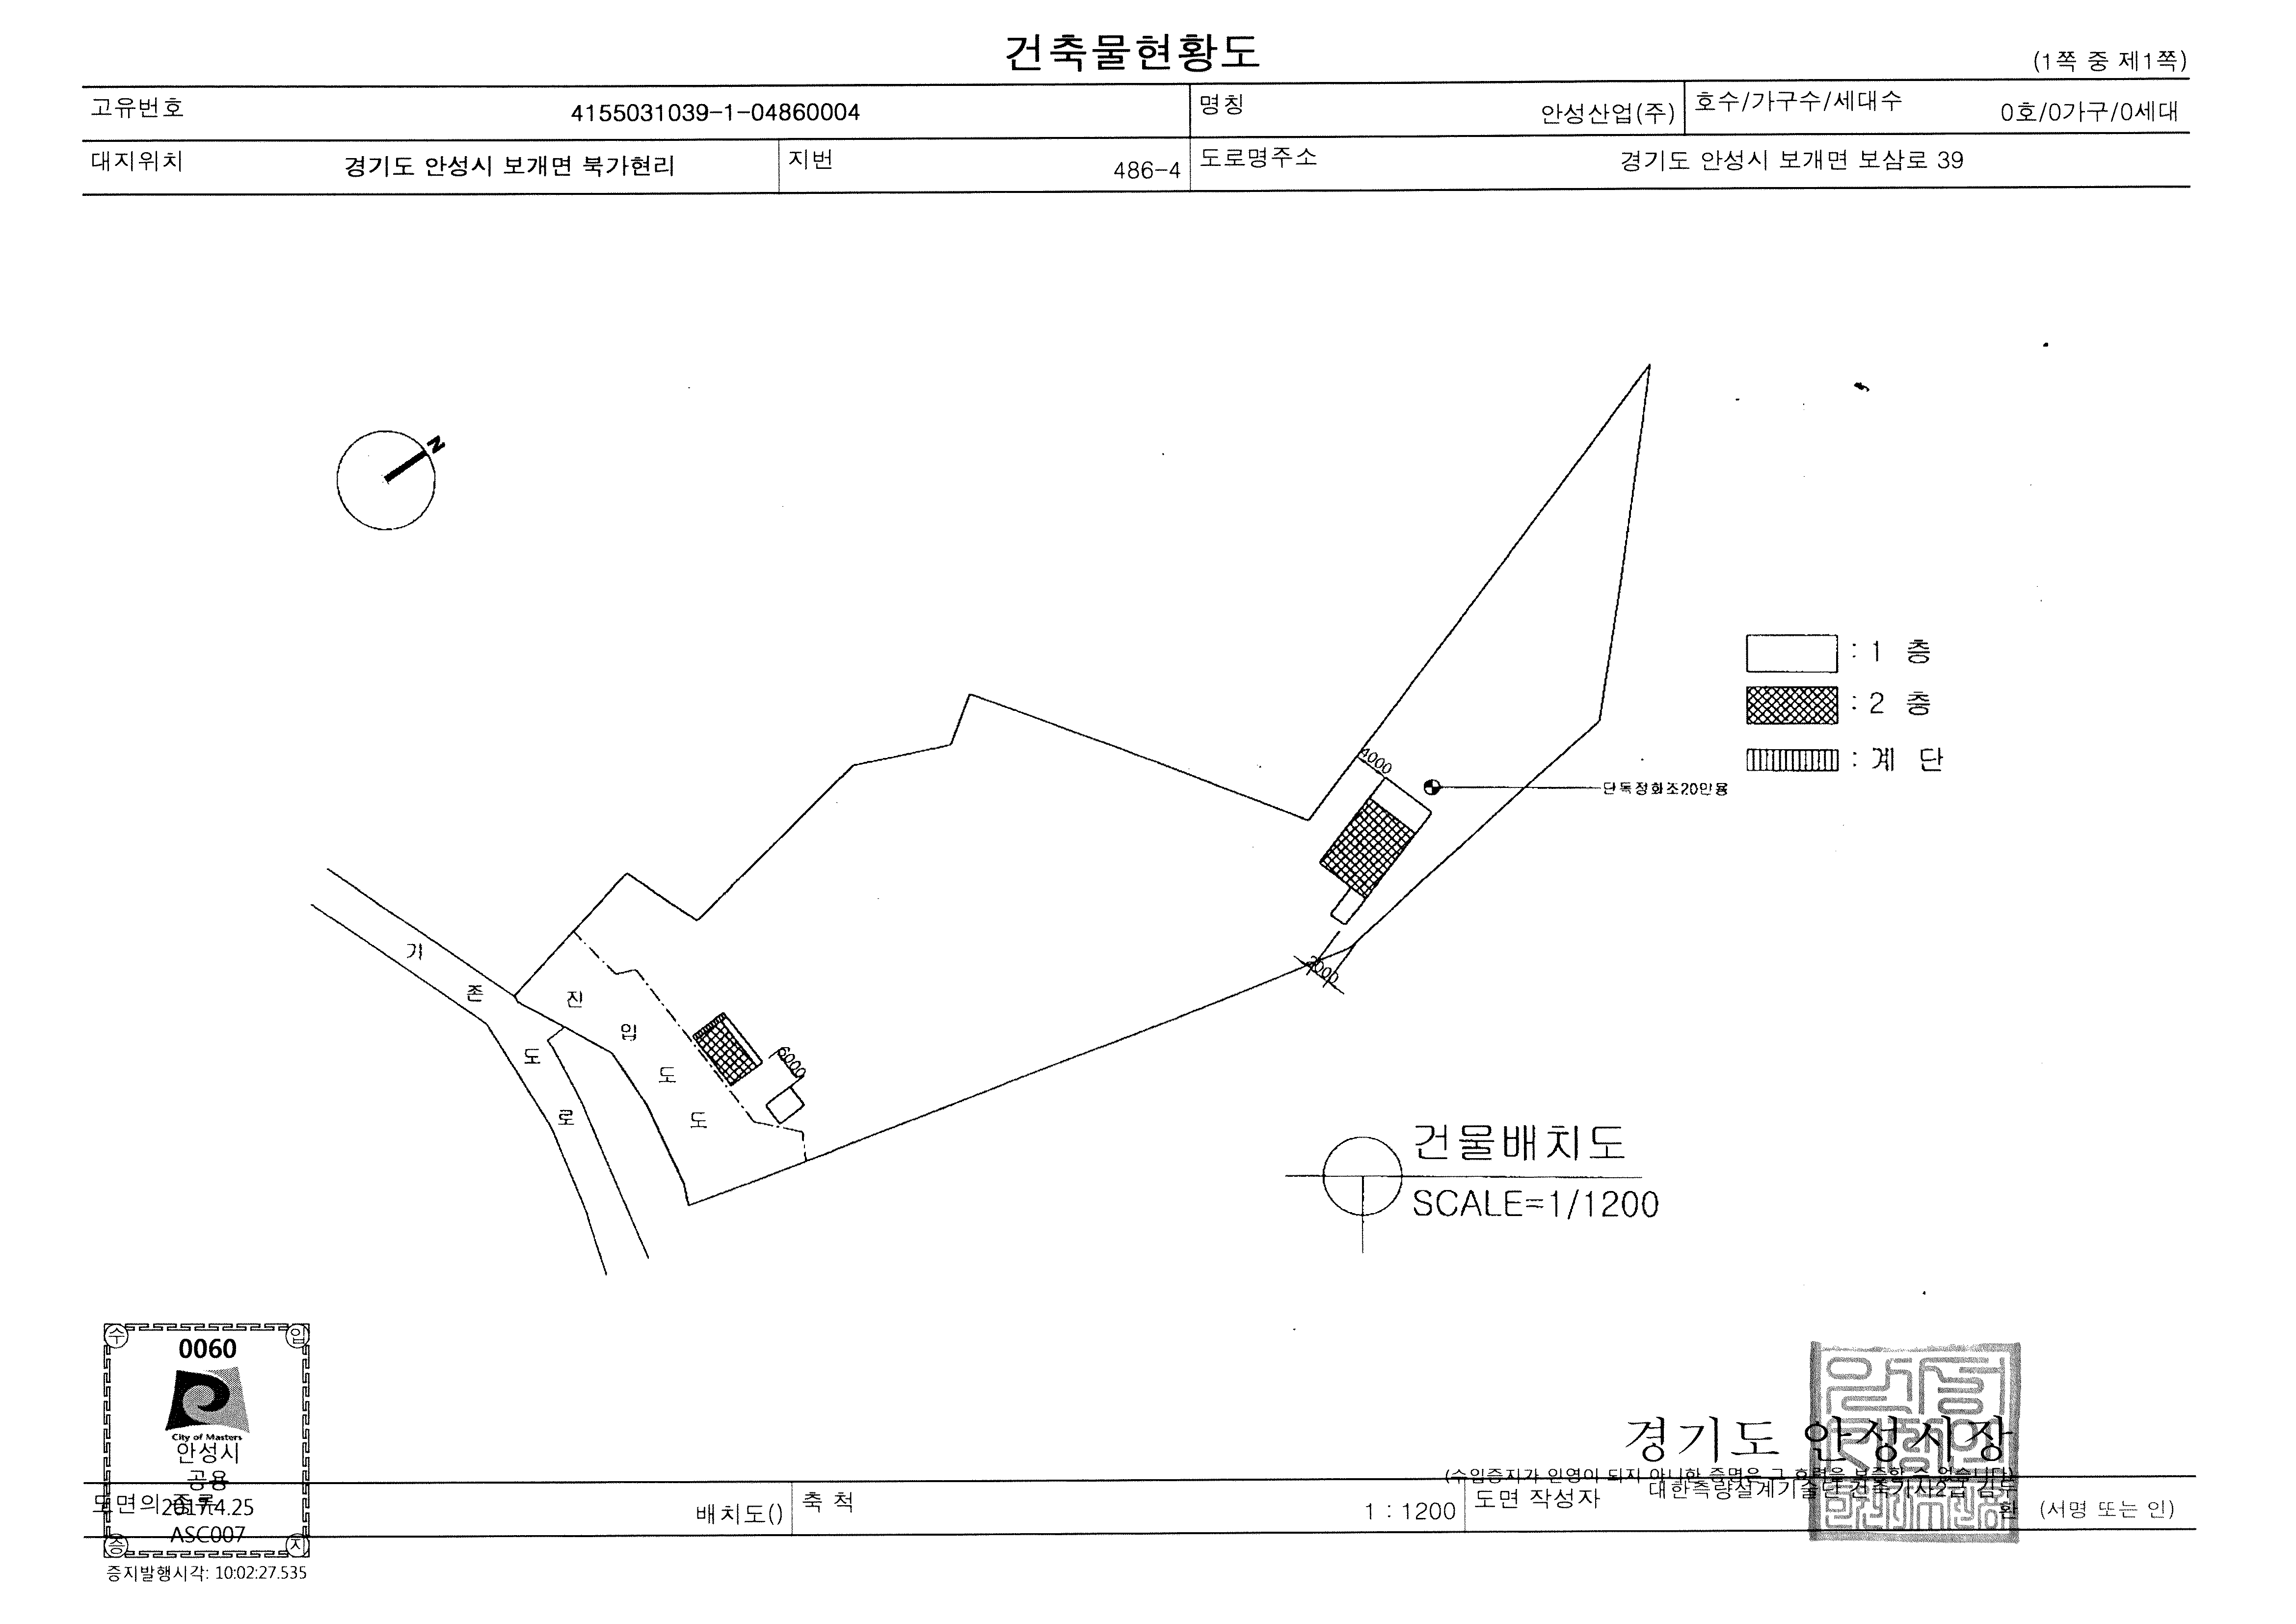 건축물현황도
(1쪽 중 제1쪽)
고유번호 4155031039-1-04860004 명칭 안성산업(주) 호수/가구수/세대수 0호/0가구/0세대
대지위치 경기도 안성시 보개면 북가현리 지번 486-4 도로명주소 경기도 안성시 보개면 보삼로 39
N
: 1 층
: 2 층
: 계 단
4000
단독정화조20인용
2000
기 존 도 로
진 입 도 도
6000
건물배치도
SCALE=1/1200
수 입
0060
City of Masters
안성시
공용
2017.4.25
ASC007
증 지
증지발행시각: 10:02:27.535
경기도 안성시장
(수입증지가 인영이 되지 아니한 증명은 그 효력을 보증할 수 없습니다)
도면의 종류 배치도() 축 척 1 : 1200 도면 작성자 대한측량설계기술단 건축기사2급 김두
환 (서명 또는 인)